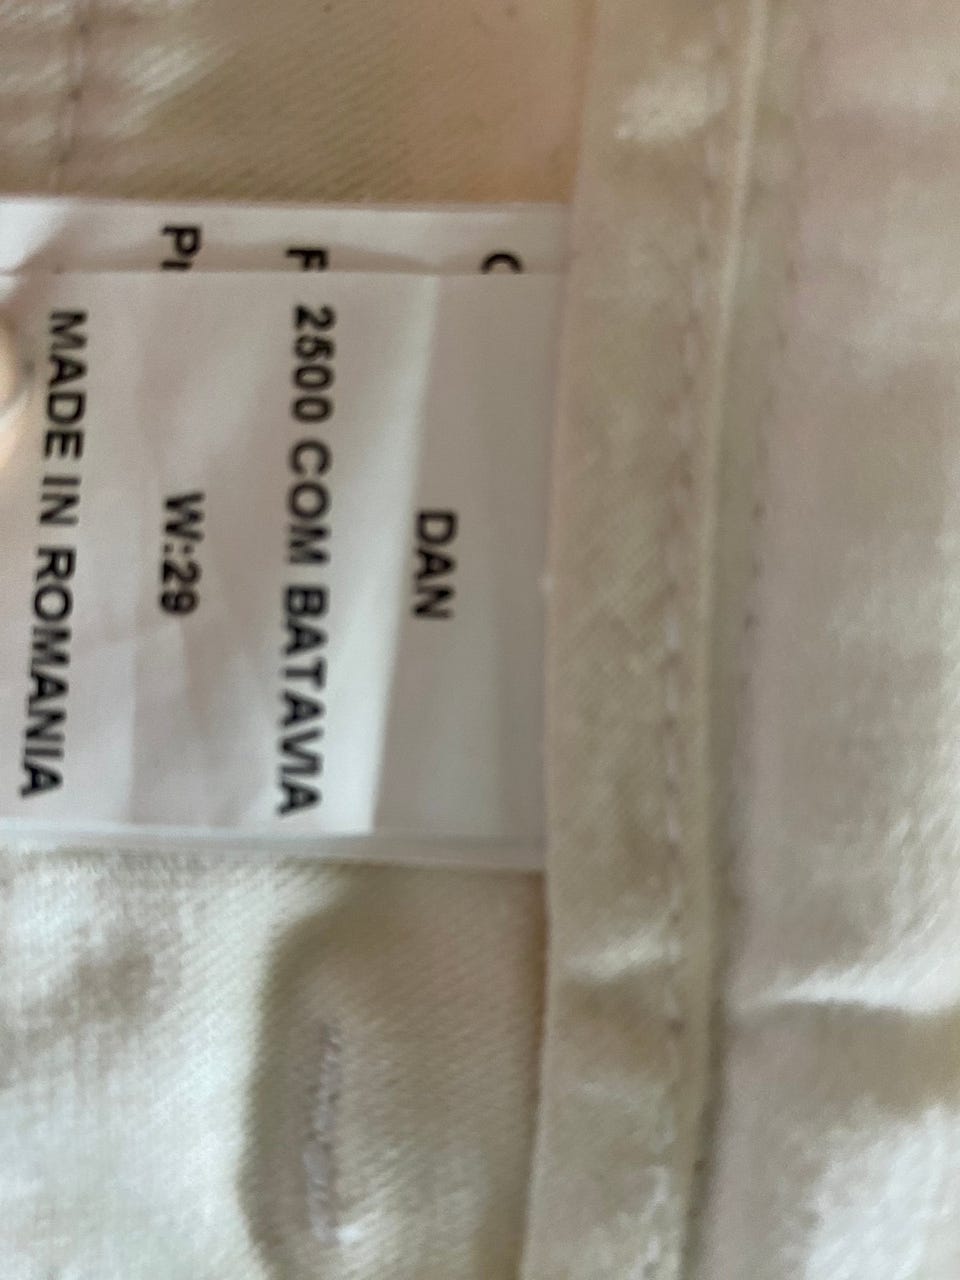 DAN
2500 COM BATAVIA
W:29
MADE IN ROMANIA
F